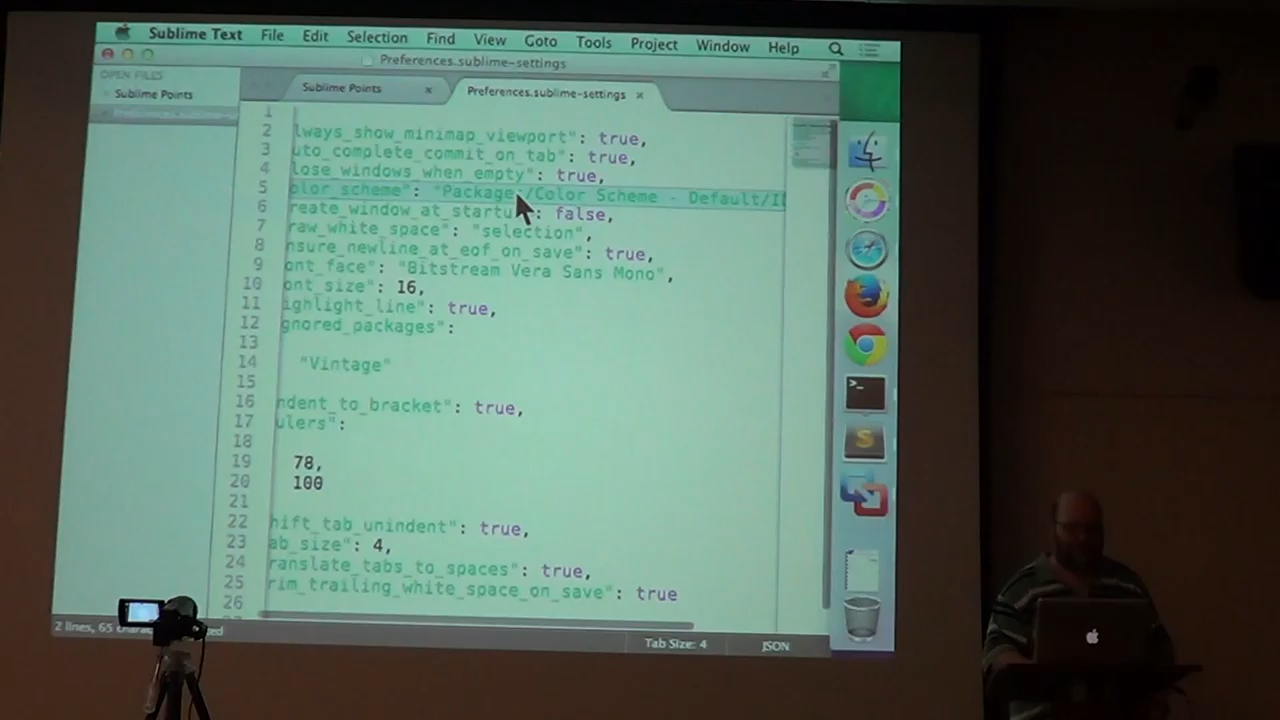 Sublime Text File Edit Selection Find View Goto Tools Project Window Help
Preferences.sublime-settings
OPEN FILES
Sublime Points
Sublime Points × Preferences.sublime-settings ×
1
2 lways_show_minimap_viewport": true,
3 uto_complete_commit_on_tab": true,
4 lose_windows_when_empty": true,
5 olor_scheme": "Packages/Color Scheme - Default/I
6 reate_window_at_startu : false,
7 raw_white_space": "selection",
8 nsure_newline_at_eof_on_save": true,
9 ont_face": "Bitstream Vera Sans Mono",
10 ont_size": 16,
11 ighlight_line": true,
12 gnored_packages":
13
14 "Vintage"
15
16 ndent_to_bracket": true,
17 ulers":
18
19 78,
20 100
21
22 hift_tab_unindent": true,
23 ab_size": 4,
24 ranslate_tabs_to_spaces": true,
25 rim_trailing_white_space_on_save": true
26
2 lines, 65 Tab Size: 4 JSON